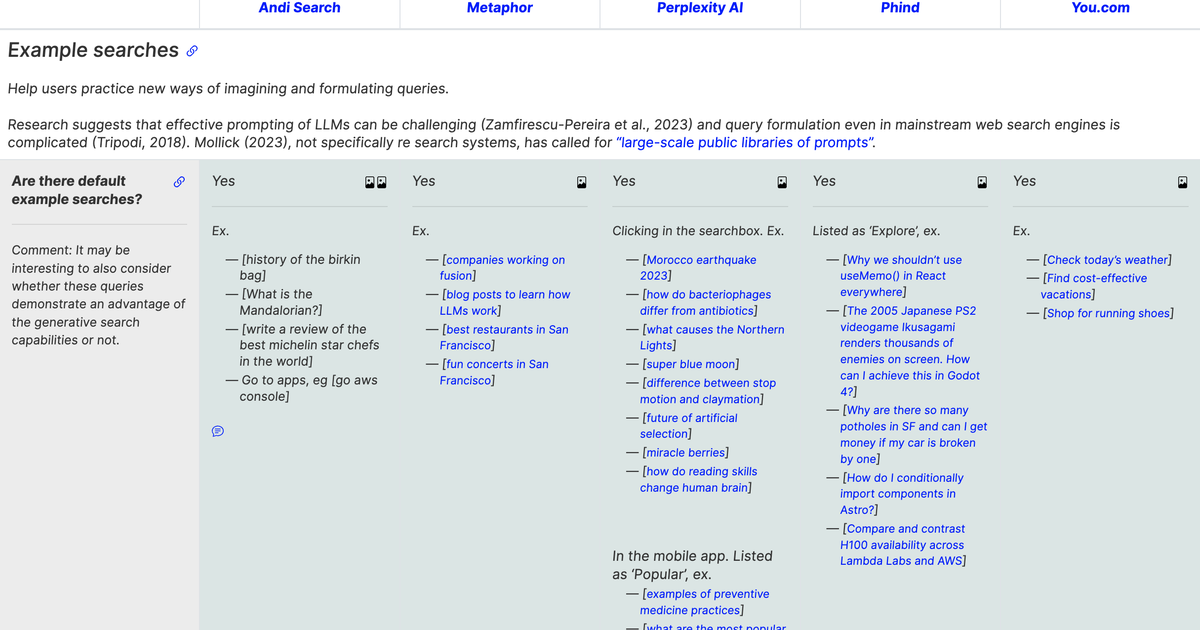 Andi Search
Metaphor
Perplexity AI
Phind
You.com
Example searches
Help users practice new ways of imagining and formulating queries.
Research suggests that effective prompting of LLMs can be challenging (Zamfirescu-Pereira et al., 2023) and query formulation even in mainstream web search engines is
complicated (Tripodi, 2018). Mollick (2023), not specifically re search systems, has called for “large-scale public libraries of prompts”.
Are there default
example searches?
Comment: It may be
interesting to also consider
whether these queries
demonstrate an advantage of
the generative search
capabilities or not.
Yes
Ex.
— [history of the birkin
bag]
— [What is the
Mandalorian?]
— [write a review of the
best michelin star chefs
in the world]
— Go to apps, eg [go aws
console]
Yes
Ex.
— [companies working on
fusion]
— [blog posts to learn how
LLMs work]
— [best restaurants in San
Francisco]
— [fun concerts in San
Francisco]
Yes
Clicking in the searchbox. Ex.
— [Morocco earthquake
2023]
— [how do bacteriophages
differ from antibiotics]
— [what causes the Northern
Lights]
— [super blue moon]
— [difference between stop
motion and claymation]
— [future of artificial
selection]
— [miracle berries]
— [how do reading skills
change human brain]
In the mobile app. Listed
as ‘Popular’, ex.
— [examples of preventive
medicine practices]
— [what are the most popular
Yes
Listed as ‘Explore’, ex.
— [Why we shouldn’t use
useMemo() in React
everywhere]
— [The 2005 Japanese PS2
videogame Ikusagami
renders thousands of
enemies on screen. How
can I achieve this in Godot
4?]
— [Why are there so many
potholes in SF and can I get
money if my car is broken
by one]
— [How do I conditionally
import components in
Astro?]
— [Compare and contrast
H100 availability across
Lambda Labs and AWS]
Yes
Ex.
— [Check today’s weather]
— [Find cost-effective
vacations]
— [Shop for running shoes]